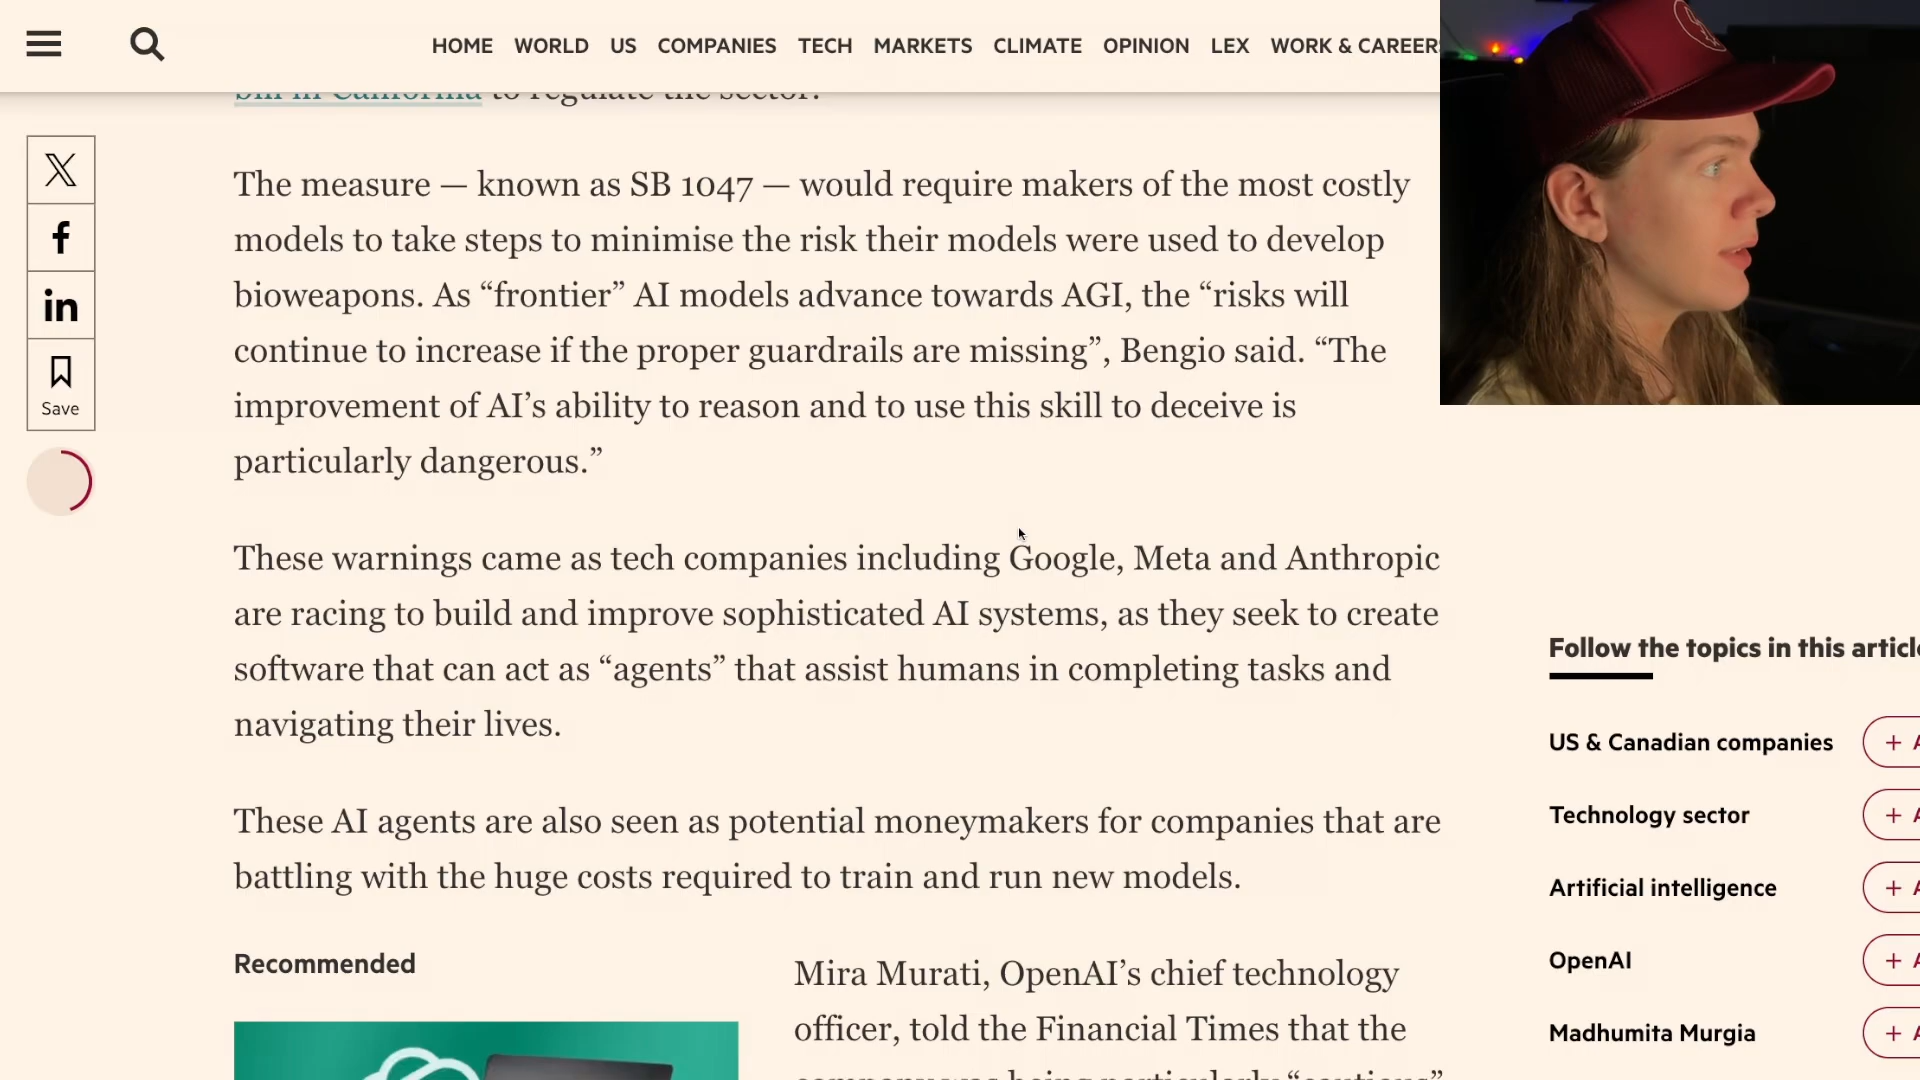 HOME WORLD US COMPANIES TECH MARKETS CLIMATE OPINION LEX WORK & CAREERS
bill in California to regulate the sector.
The measure — known as SB 1047 — would require makers of the most costly
models to take steps to minimise the risk their models were used to develop
bioweapons. As “frontier” AI models advance towards AGI, the “risks will
continue to increase if the proper guardrails are missing”, Bengio said. “The
improvement of AI’s ability to reason and to use this skill to deceive is
particularly dangerous.”
Save
These warnings came as tech companies including Google, Meta and Anthropic
are racing to build and improve sophisticated AI systems, as they seek to create
software that can act as “agents” that assist humans in completing tasks and
navigating their lives.
These AI agents are also seen as potential moneymakers for companies that are
battling with the huge costs required to train and run new models.
Recommended
Mira Murati, OpenAI’s chief technology
officer, told the Financial Times that the
company was being particularly “cautious”
Follow the topics in this article
US & Canadian companies
Technology sector
Artificial intelligence
OpenAI
Madhumita Murgia